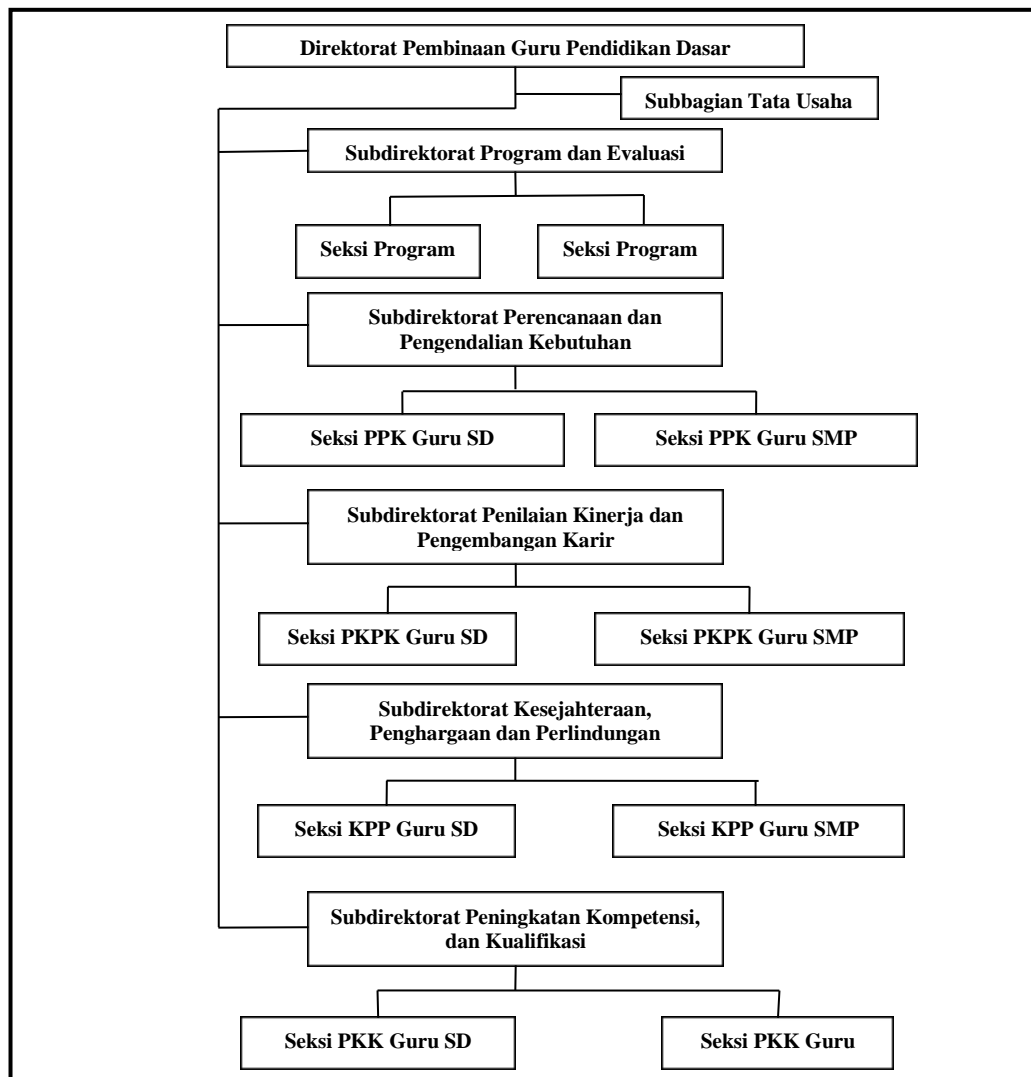 Direktorat Pembinaan Guru Pendidikan Dasar
Subbagian Tata Usaha
Subdirektorat Program dan Evaluasi
Seksi Program
Seksi Program
Subdirektorat Perencanaan dan
Pengendalian Kebutuhan
Seksi PPK Guru SD
Seksi PPK Guru SMP
Subdirektorat Penilaian Kinerja dan
Pengembangan Karir
Seksi PKPK Guru SD
Seksi PKPK Guru SMP
Subdirektorat Kesejahteraan,
Penghargaan dan Perlindungan
Seksi KPP Guru SD
Seksi KPP Guru SMP
Subdirektorat Peningkatan Kompetensi,
dan Kualifikasi
Seksi PKK Guru SD
Seksi PKK Guru